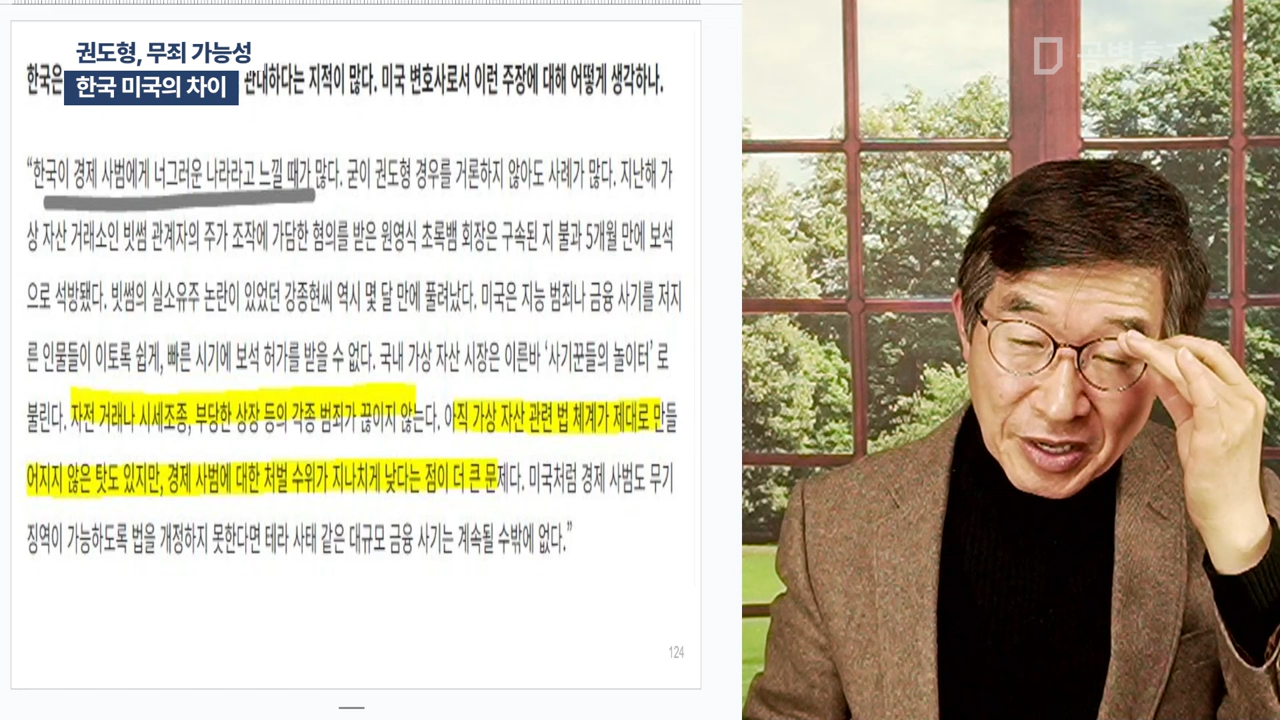 권도형, 무죄 가능성
한국 미국의 차이
한국은 관대하다는 지적이 많다. 미국 변호사로서 이런 주장에 대해 어떻게 생각하나.
“한국이 경제 사범에게 너그러운 나라라고 느낄 때가 많다. 굳이 권도형 경우를 거론하지 않아도 사례가 많다. 지난해 가
상 자산 거래소인 빗썸 관계자의 주가 조작에 가담한 혐의를 받은 원영식 초록뱀 회장은 구속된 지 불과 5개월 만에 보석
으로 석방됐다. 빗썸의 실소유주 논란이 있었던 강종현씨 역시 몇 달 만에 풀려났다. 미국은 지능 범죄나 금융 사기를 저지
른 인물들이 이토록 쉽게, 빠른 시기에 보석 허가를 받을 수 없다. 국내 가상 자산 시장은 이른바 ‘사기꾼들의 놀이터’ 로
불린다. 자전 거래나 시세조종, 부당한 상장 등의 각종 범죄가 끊이지 않는다. 아직 가상 자산 관련 법 체계가 제대로 만들
어지지 않은 탓도 있지만, 경제 사범에 대한 처벌 수위가 지나치게 낮다는 점이 더 큰 문제다. 미국처럼 경제 사범도 무기
징역이 가능하도록 법을 개정하지 못한다면 테라 사태 같은 대규모 금융 사기는 계속될 수밖에 없다.”
124